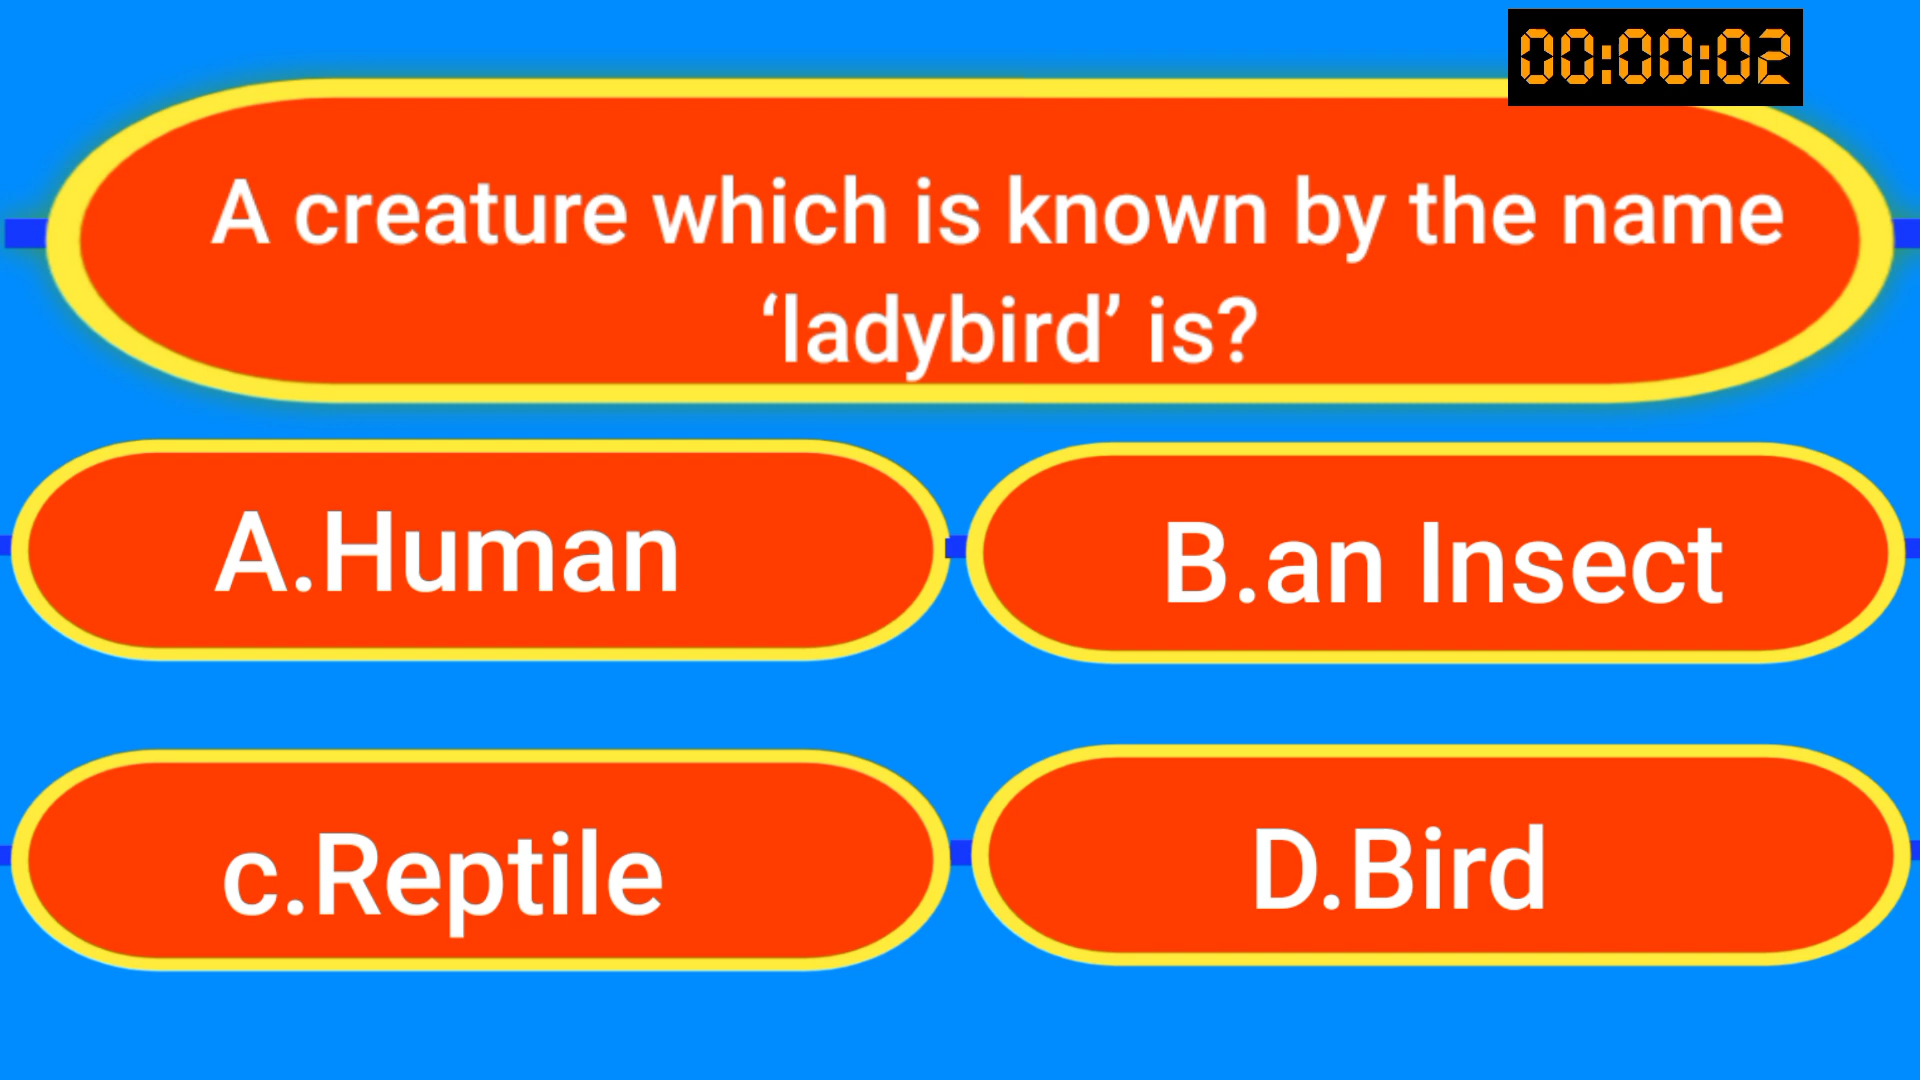 00:00:02
A creature which is known by the name
‘ladybird’ is?
A.Human
B.an Insect
c.Reptile
D.Bird